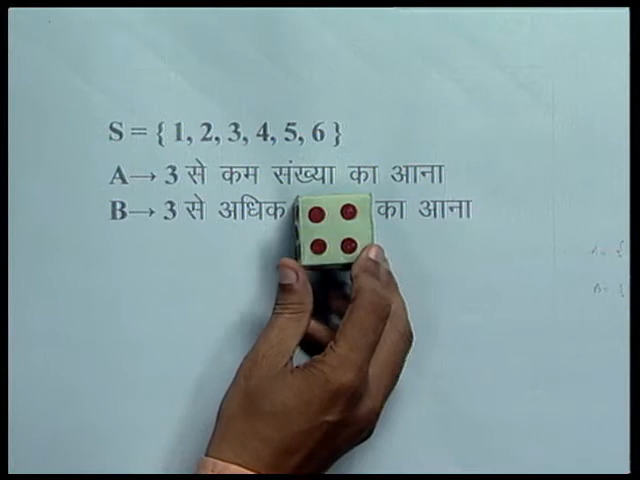 S = { 1, 2, 3, 4, 5, 6 }
A→ 3 से कम संख्या का आना
B→ 3 से अधिक का आना